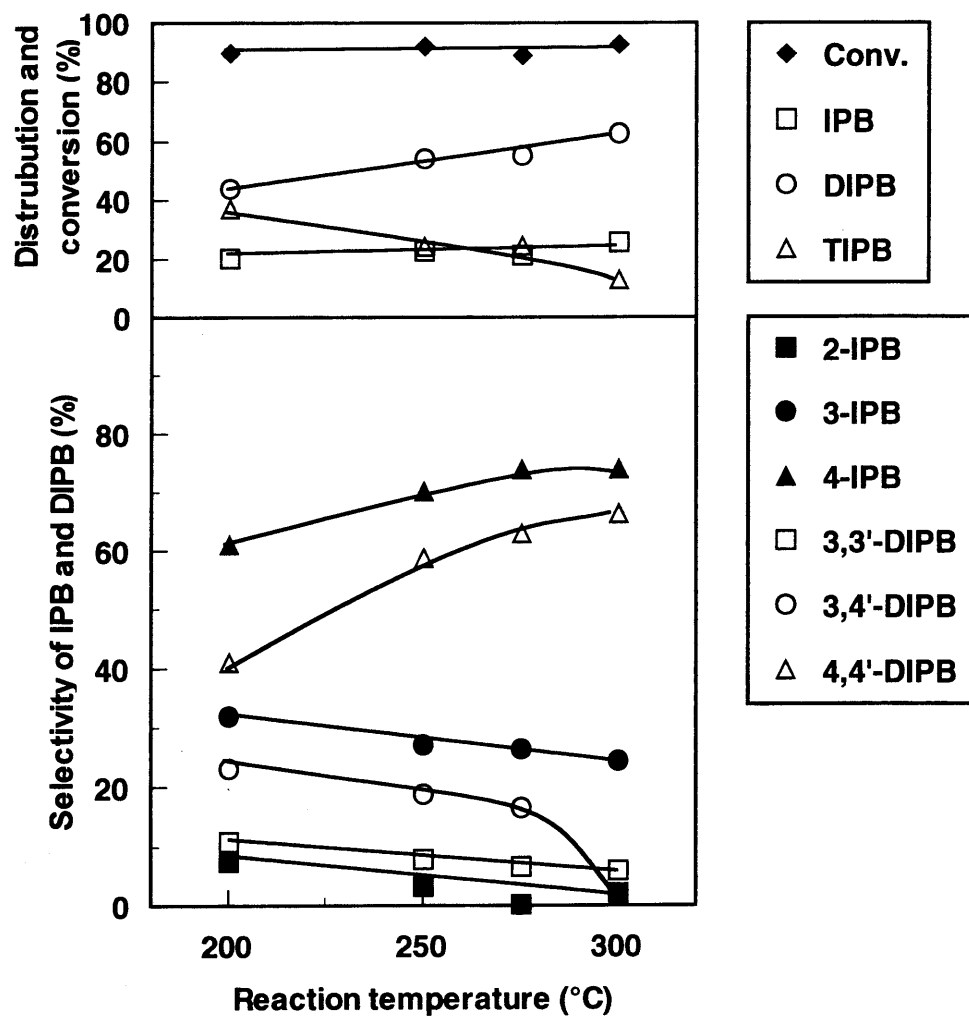 Distrubution and
conversion (%)
100
80
60
40
20
0
Conv.
IPB
DIPB
TIPB
Selectivity of IPB and DIPB (%)
80
60
40
20
0
2-IPB
3-IPB
4-IPB
3,3'-DIPB
3,4'-DIPB
4,4'-DIPB
200 250 300
Reaction temperature (°C)